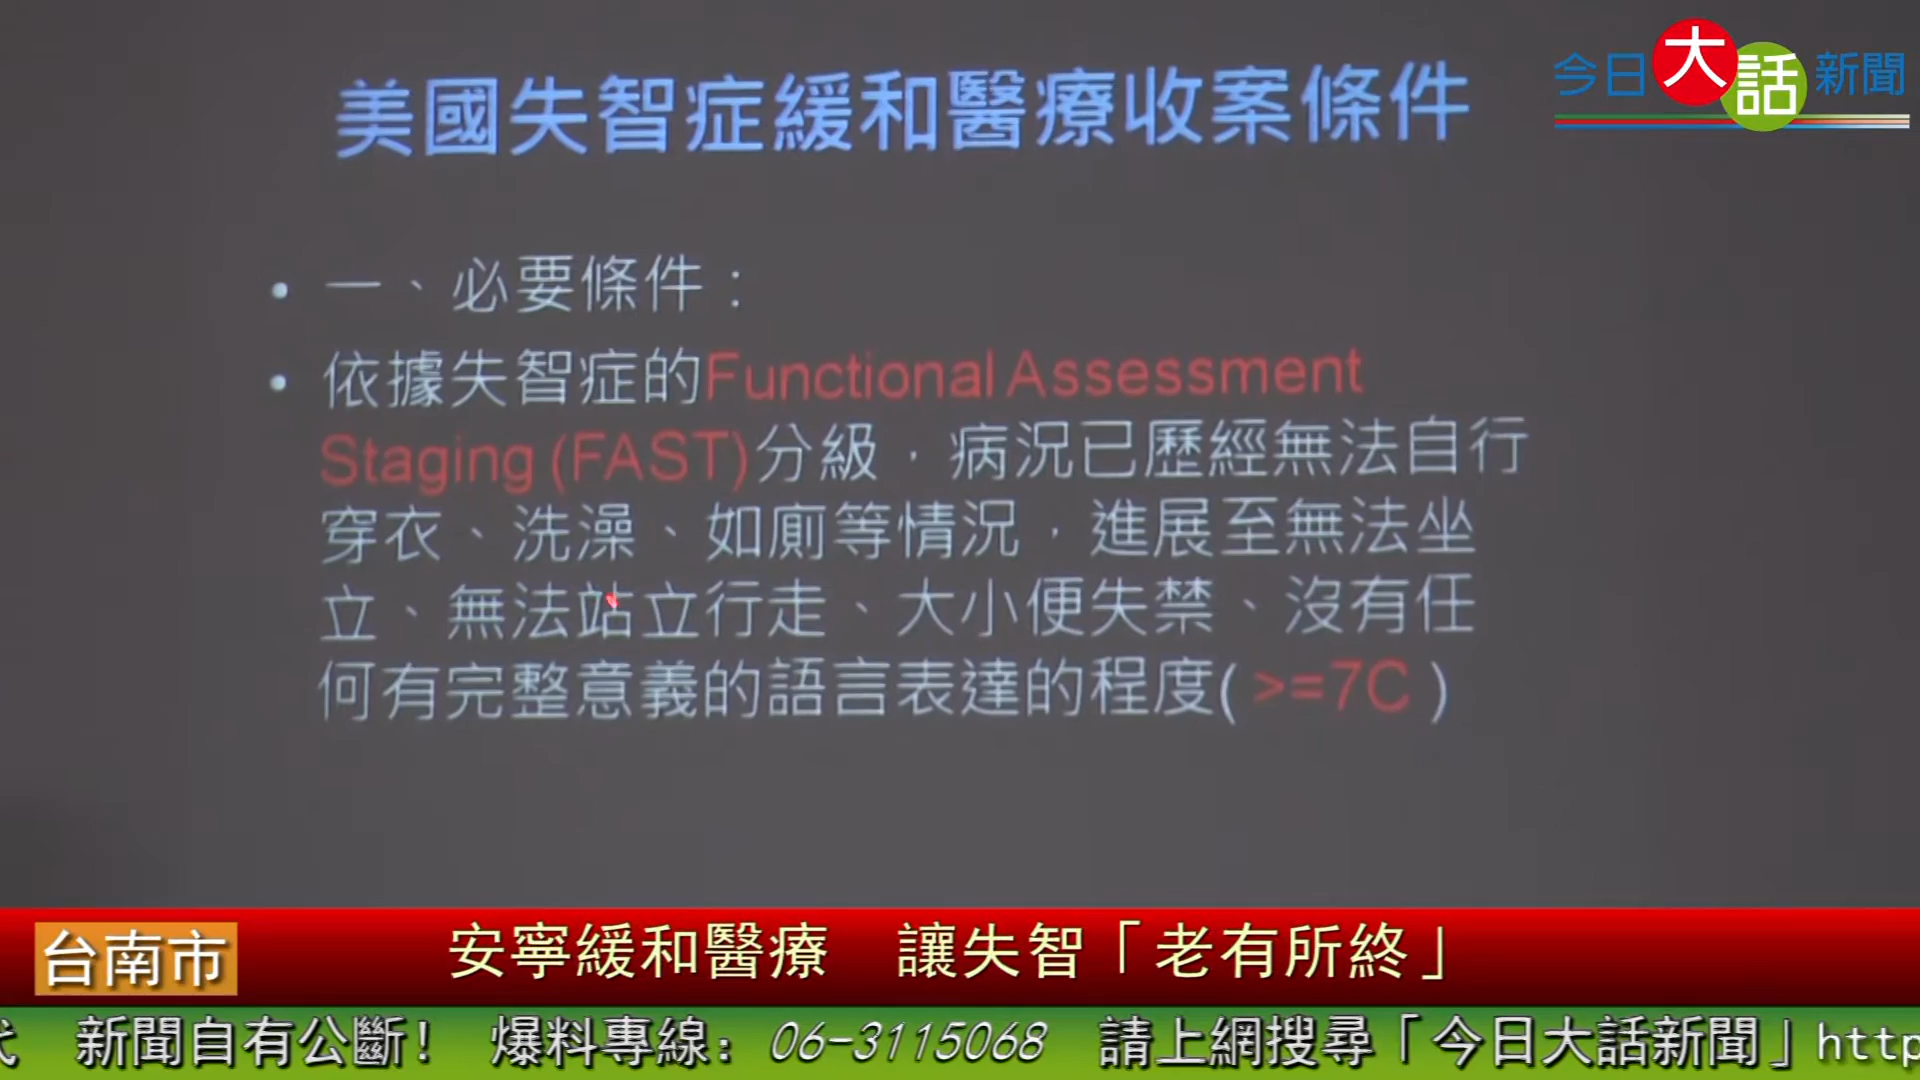 美國失智症緩和醫療收案條件
今日大話新聞
• 一、必要條件：
• 依據失智症的Functional Assessment
Staging (FAST)分級，病況已歷經無法自行
穿衣、洗澡、如廁等情況，進展至無法坐
立、無法站立行走、大小便失禁、沒有任
何有完整意義的語言表達的程度( >=7C )
台南市
安寧緩和醫療 讓失智「老有所終」
新聞自有公斷! 爆料專線: 06-3115068 請上網搜尋「今日大話新聞」http